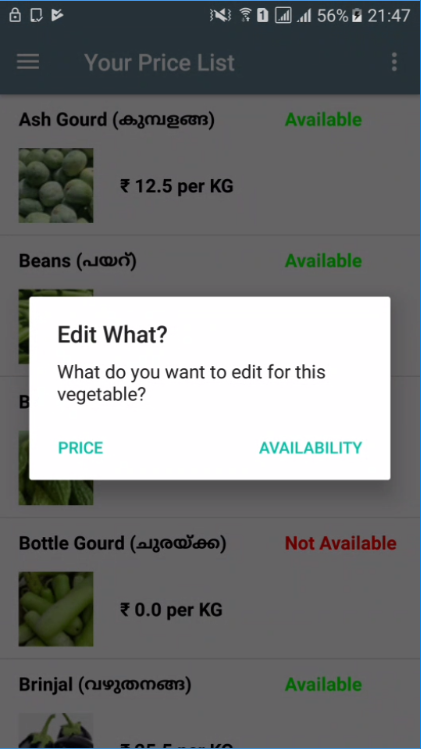 1 56% 21:47
Your Price List
Ash Gourd (കുമ്പളങ്ങ) Available
₹ 12.5 per KG
Beans (പയറ്) Available
Edit What?
What do you want to edit for this
vegetable?
PRICE AVAILABILITY
Bottle Gourd (ചുരയ്ക്ക) Not Available
₹ 0.0 per KG
Brinjal (വഴുതനങ്ങ) Available